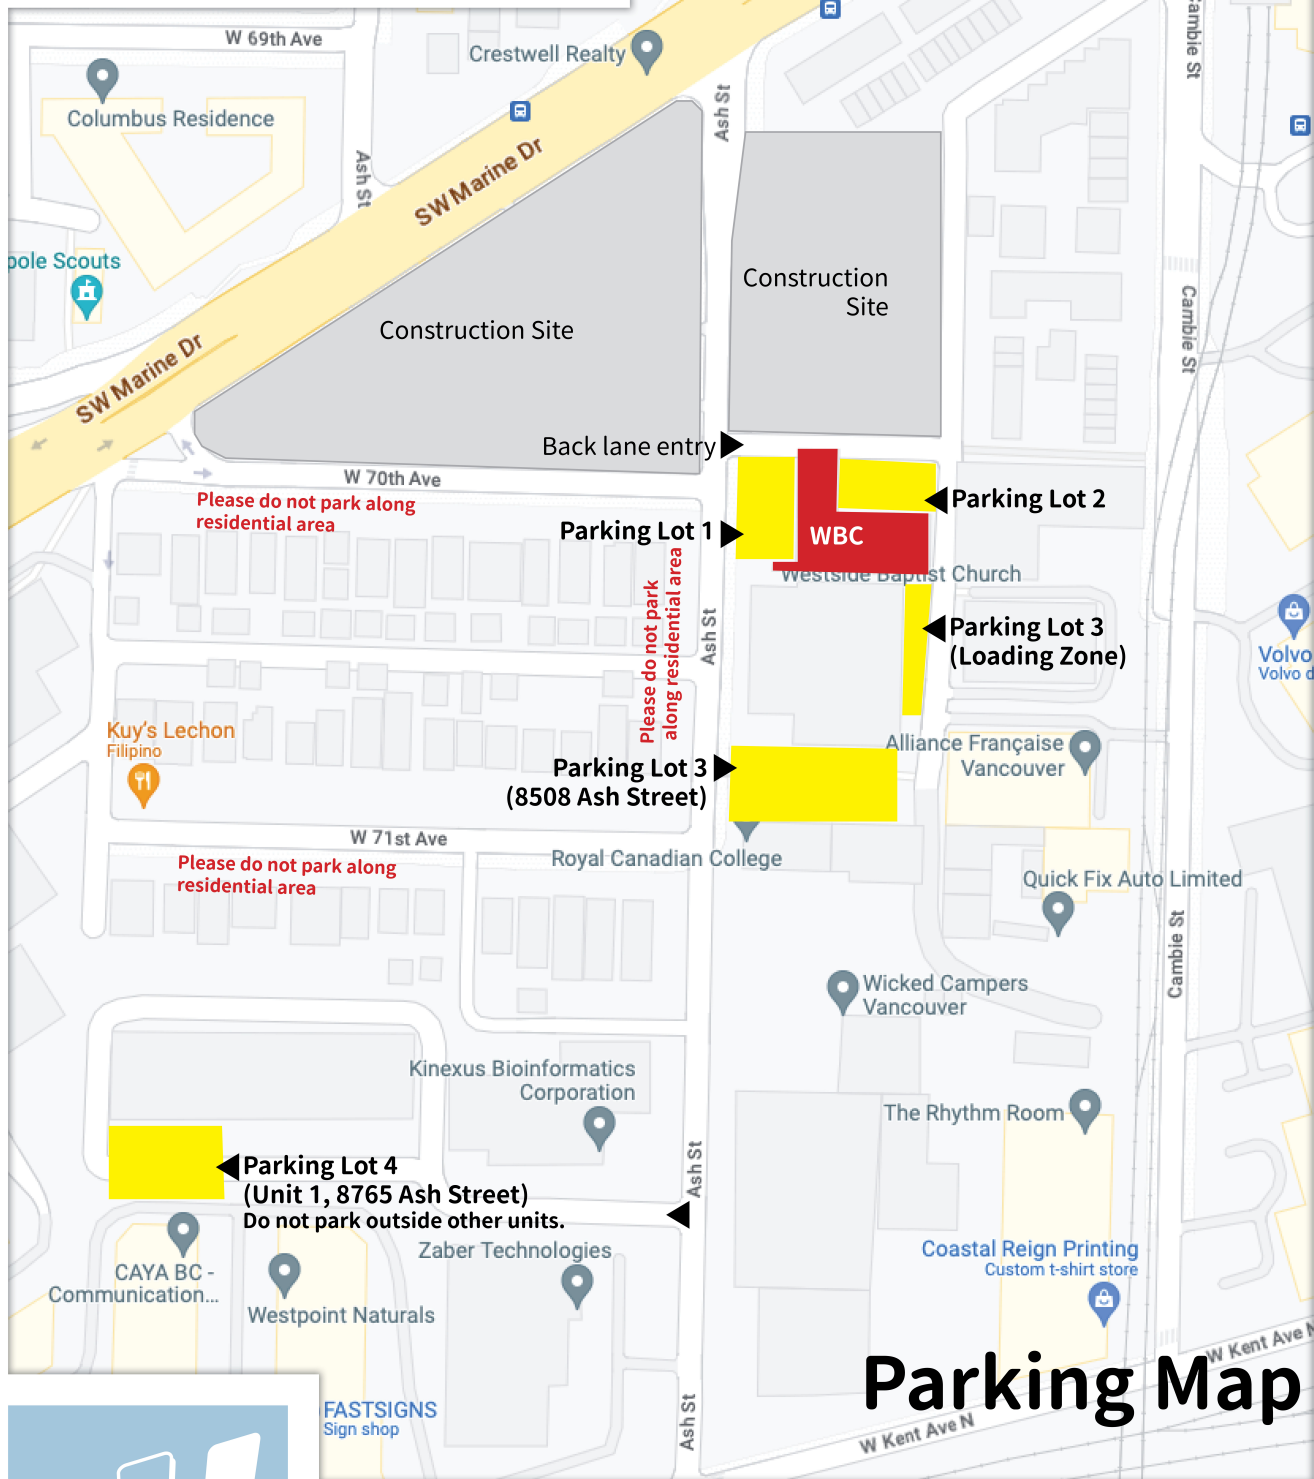 W 69th Ave
Crestwell Realty
Columbus Residence
Ash St
Ash St
Cambie St
SW Marine Dr
pole Scouts
Construction
Site
Construction Site
Cambie St
SW Marine Dr
Back lane entry
W 70th Ave
Please do not park along
residential area
Parking Lot 2
Parking Lot 1
WBC
Westside Baptist Church
Please do not park
along residential area
Ash St
Parking Lot 3
(Loading Zone)
Volvo
Volvo d
Kuy's Lechon
Filipino
Alliance Française
Vancouver
Parking Lot 3
(8508 Ash Street)
W 71st Ave
Royal Canadian College
Please do not park along
residential area
Quick Fix Auto Limited
Cambie St
Wicked Campers
Vancouver
Kinexus Bioinformatics
Corporation
The Rhythm Room
Ash St
Parking Lot 4
(Unit 1, 8765 Ash Street)
Do not park outside other units.
Zaber Technologies
Coastal Reign Printing
Custom t-shirt store
CAYA BC -
Communication...
Westpoint Naturals
W Kent Ave N
Parking Map
FASTSIGNS
Sign shop
Ash St
W Kent Ave N